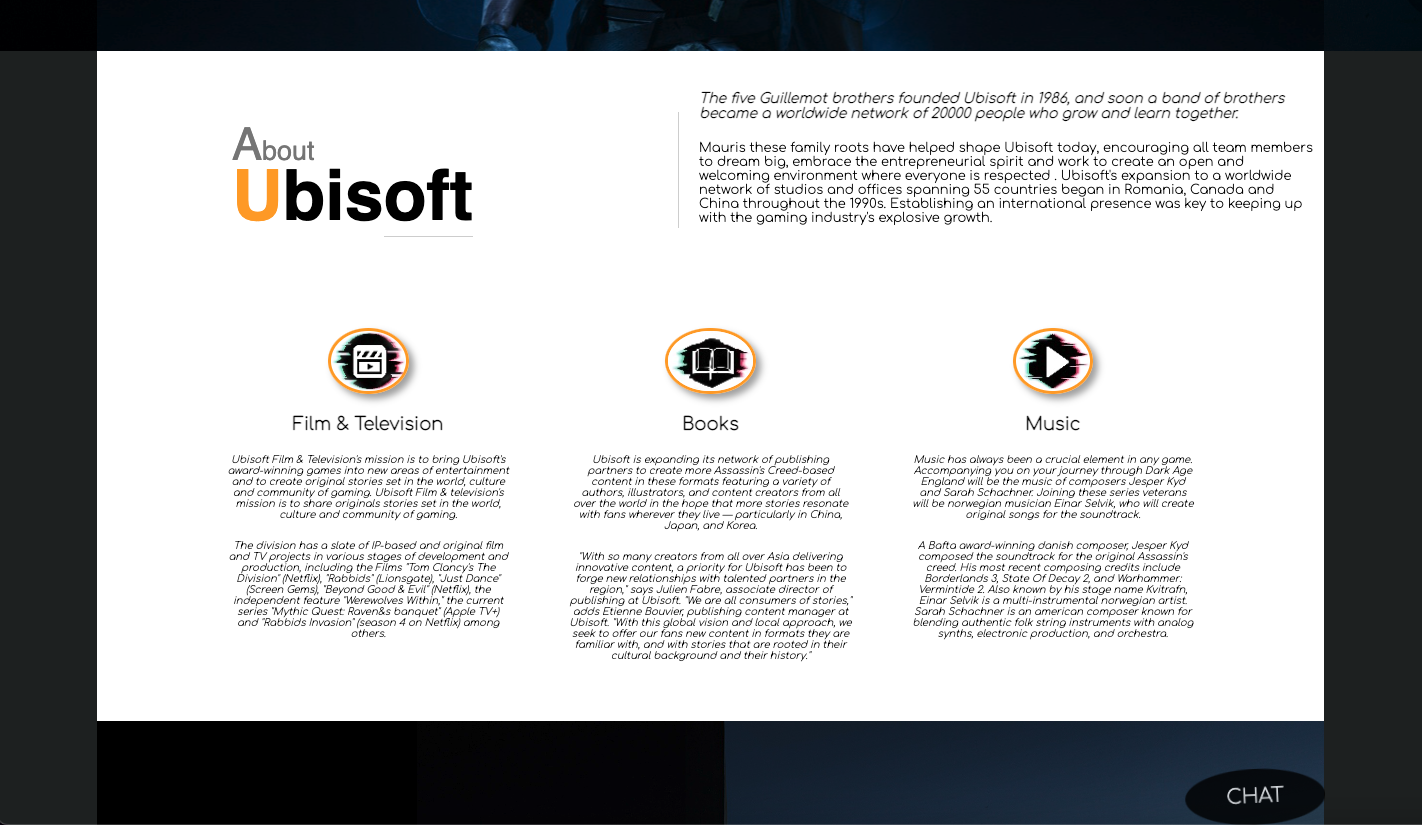 About
Ubisoft
The five Guillemot brothers founded Ubisoft in 1986, and soon a band of brothers
became a worldwide network of 20000 people who grow and learn together.
Mauris these family roots have helped shape Ubisoft today, encouraging all team members
to dream big, embrace the entrepreneurial spirit and work to create an open and
welcoming environment where everyone is respected . Ubisoft's expansion to a worldwide
network of studios and offices spanning 55 countries began in Romania, Canada and
China throughout the 1990s. Establishing an international presence was key to keeping up
with the gaming industry's explosive growth.
Film & Television
Ubisoft Film & Television's mission is to bring Ubisoft's
award-winning games into new areas of entertainment
and to create original stories set in the world, culture
and community of gaming. Ubisoft Film & television's
mission is to share originals stories set in the world,
culture and community of gaming.
The division has a slate of IP-based and original film
and TV projects in various stages of development and
production, including the Films "Tom Clancy's The
Division" (Netflix), "Rabbids" (Lionsgate), "Just Dance"
(Screen Gems), "Beyond Good & Evil" (Netflix), the
independent feature "Werewolves Within," the current
series "Mythic Quest: Raven&s banquet" (Apple TV+)
and "Rabbids Invasion" (season 4 on Netflix) among
others.
Books
Ubisoft is expanding its network of publishing
partners to create more Assassin's Creed-based
content in these formats featuring a variety of
authors, illustrators, and content creators from all
over the world in the hope that more stories resonate
with fans wherever they live — particularly in China,
Japan, and Korea.
"With so many creators from all over Asia delivering
innovative content, a priority for Ubisoft has been to
forge new relationships with talented partners in the
region," says Julien Fabre, associate director of
publishing at Ubisoft. "We are all consumers of stories,"
adds Etienne Bouvier, publishing content manager at
Ubisoft. "With this global vision and local approach, we
seek to offer our fans new content in formats they are
familiar with, and with stories that are rooted in their
cultural background and their history."
Music
Music has always been a crucial element in any game.
Accompanying you on your journey through Dark Age
England will be the music of composers Jesper Kyd
and Sarah Schachner. Joining these series veterans
will be norwegian musician Einar Selvik, who will create
original songs for the soundtrack.
A Bafta award-winning danish composer, Jesper Kyd
composed the soundtrack for the original Assassin's
creed. His most recent composing credits include
Borderlands 3, State Of Decay 2, and Warhammer:
Vermintide 2. Also known by his stage name Kvitrafn,
Einar Selvik is a multi-instrumental norwegian artist.
Sarah Schachner is an american composer known for
blending authentic folk string instruments with analog
synths, electronic production, and orchestra.
CHAT